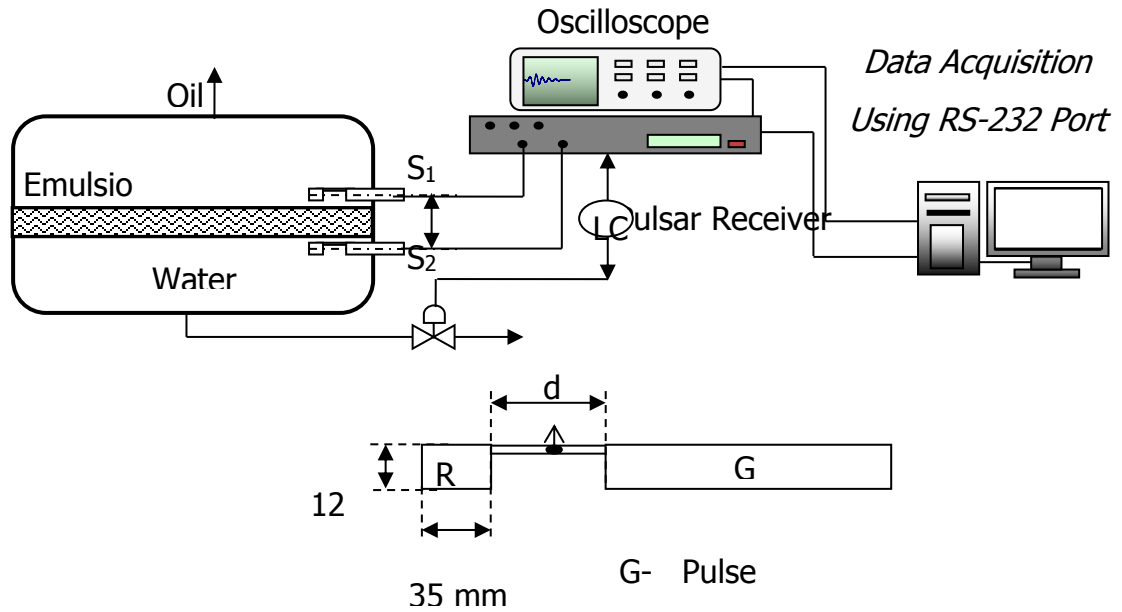 Oscilloscope
Data Acquisition
Using RS-232 Port
Oil
Emulsio
S₁
LC
ulsar Receiver
S₂
Water
d
R
G
12
35 mm
G- Pulse